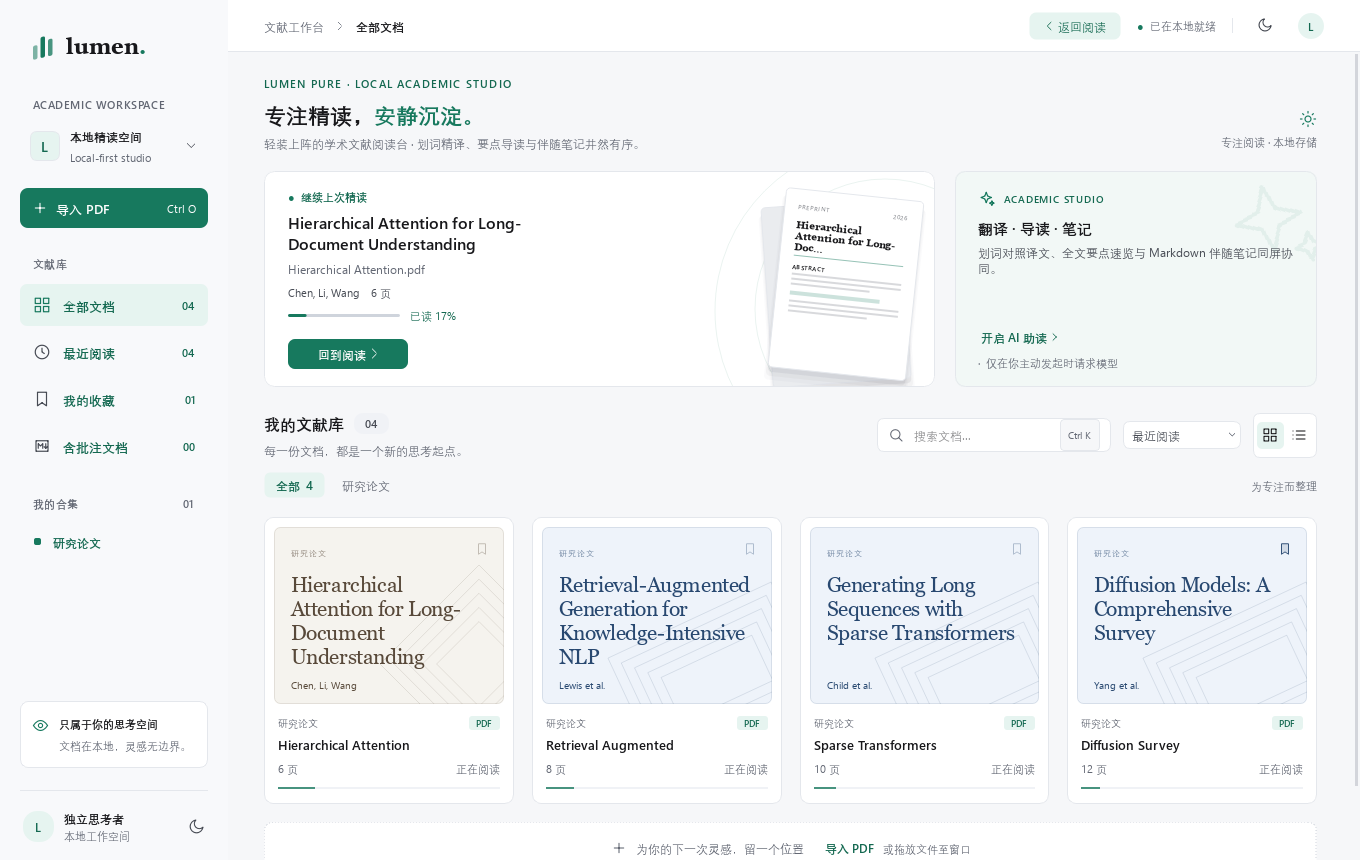 lumen.
ACADEMIC WORKSPACE
L
本地精读空间
Local-first studio
导入 PDF
Ctrl O
文献库
全部文档
04
最近阅读
04
我的收藏
01
含批注文档
00
我的合集
01
研究论文
只属于你的思考空间
文档在本地，灵感无边界。
L
独立思考者
本地工作空间
文献工作台
全部文档
返回阅读
已在本地就绪
L
LUMEN PURE · LOCAL ACADEMIC STUDIO
专注精读，安静沉淀。
轻装上阵的学术文献阅读台 · 划词精译、要点导读与伴随笔记井然有序。
专注阅读 · 本地存储
继续上次精读
Hierarchical Attention for Long-
Document Understanding
Hierarchical Attention.pdf
Chen, Li, Wang
6 页
已读 17%
回到阅读
PREPRINT
2026
Hierarchical
Attention for Long-
Doc...
ABSTRACT
ACADEMIC STUDIO
翻译 · 导读 · 笔记
划词对照译文、全文要点速览与 Markdown 伴随笔记同屏协
同。
开启 AI 助读
· 仅在你主动发起时请求模型
我的文献库
04
每一份文档，都是一个新的思考起点。
搜索文档...
Ctrl K
最近阅读
全部 4
研究论文
为专注而整理
研究论文
Hierarchical
Attention for Long-
Document
Understanding
Chen, Li, Wang
研究论文
PDF
Hierarchical Attention
6 页
正在阅读
研究论文
Retrieval-Augmented
Generation for
Knowledge-Intensive
NLP
Lewis et al.
研究论文
PDF
Retrieval Augmented
8 页
正在阅读
研究论文
Generating Long
Sequences with
Sparse Transformers
Child et al.
研究论文
PDF
Sparse Transformers
10 页
正在阅读
研究论文
Diffusion Models: A
Comprehensive
Survey
Yang et al.
研究论文
PDF
Diffusion Survey
12 页
正在阅读
为你的下一次灵感，留一个位置
导入 PDF
或拖放文件至窗口